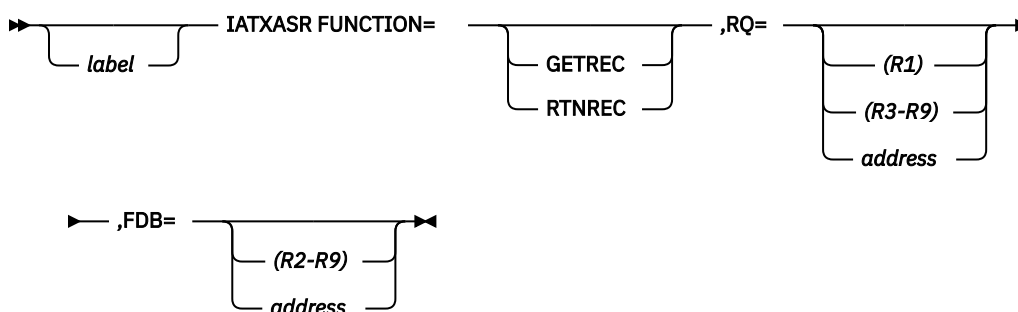 IATXASR FUNCTION= ,RQ=
label
GETREC
RTNREC
(R1)
(R3-R9)
address
,FDB=
(R2-R9)
address